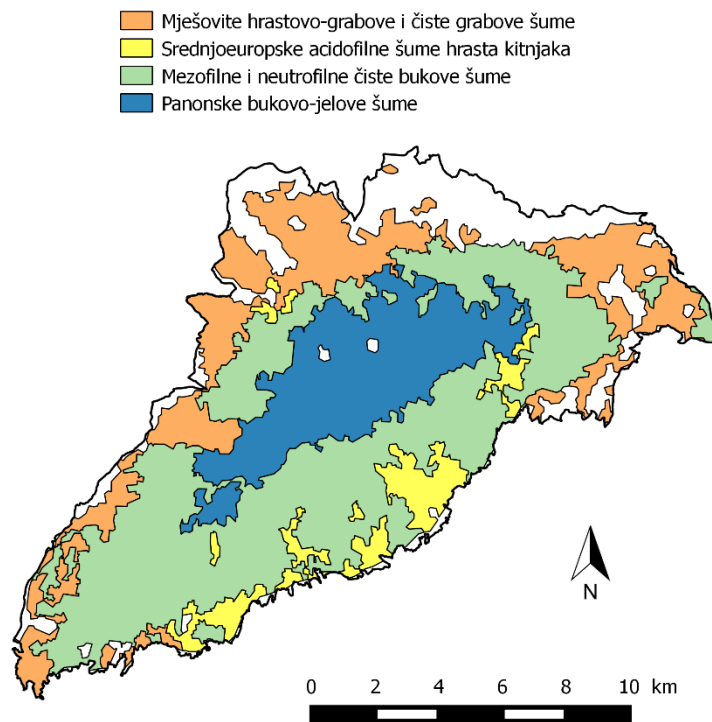 Mješovite hrastovo-grabove i čiste grabove šume
Srednjoeuropske acidofilne šume hrasta kitnjaka
Mezofilne i neutrofilne čiste bukove šume
Panonske bukovo-jelove šume
N
0 2 4 6 8 10 km